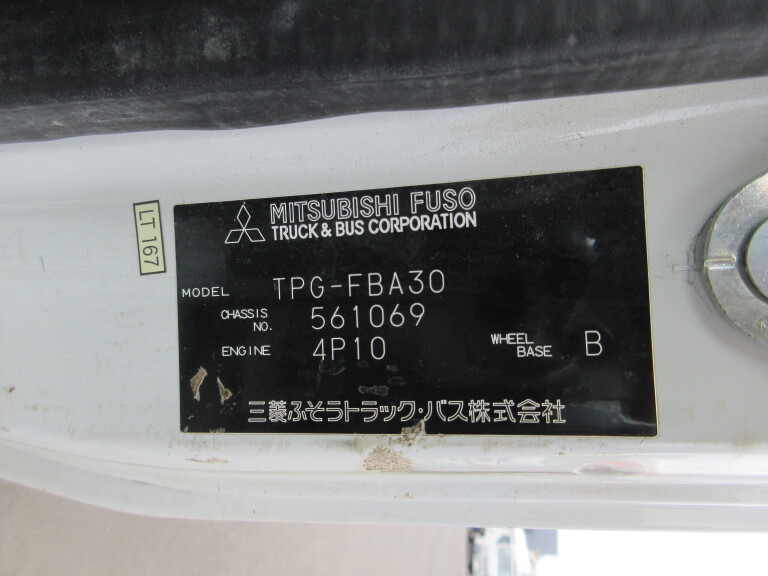 LT 167
MITSUBISHI FUSO
TRUCK & BUS CORPORATION
MODEL TPG-FBA30
CHASSIS NO. 561069
ENGINE 4P10 WHEEL BASE B
三菱ふそうトラック・バス株式会社